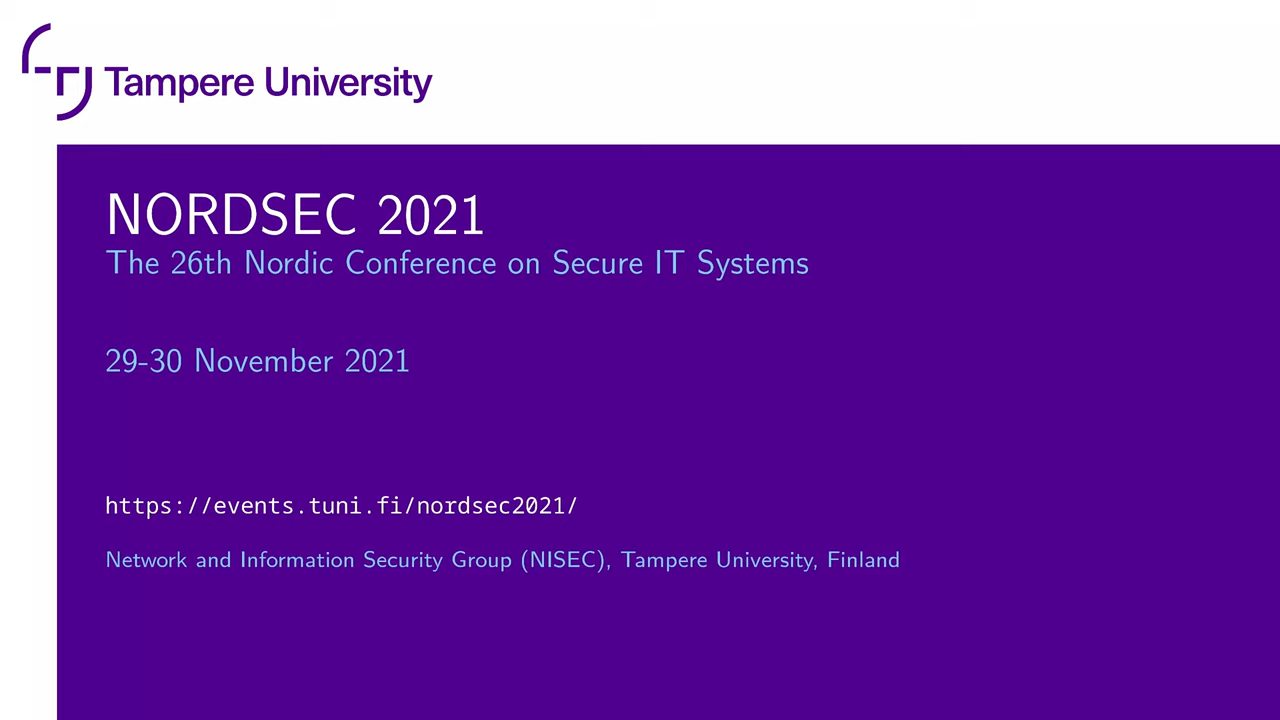 Tampere University
NORDSEC 2021
The 26th Nordic Conference on Secure IT Systems
29-30 November 2021
https://events.tuni.fi/nordsec2021/
Network and Information Security Group (NISEC), Tampere University, Finland